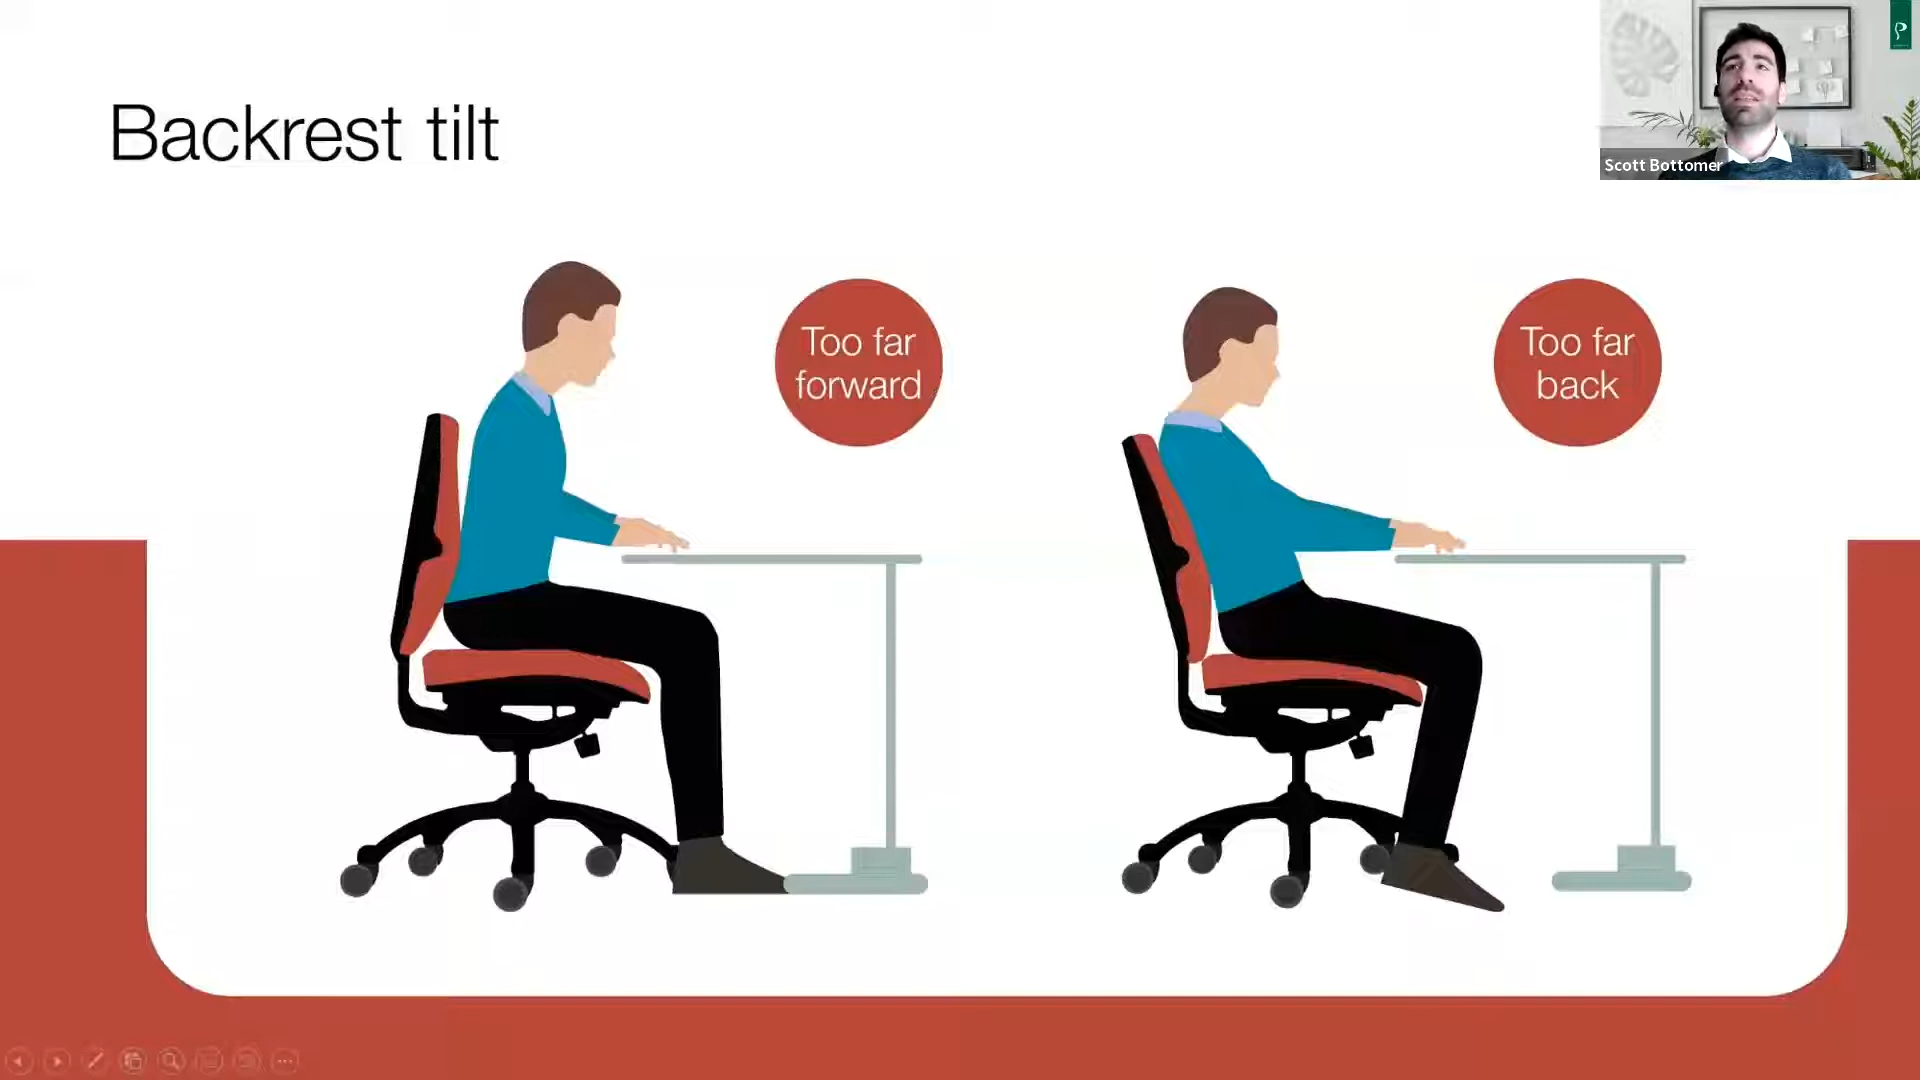 Backrest tilt
Scott Bottomer
Too far
forward
Too far
back